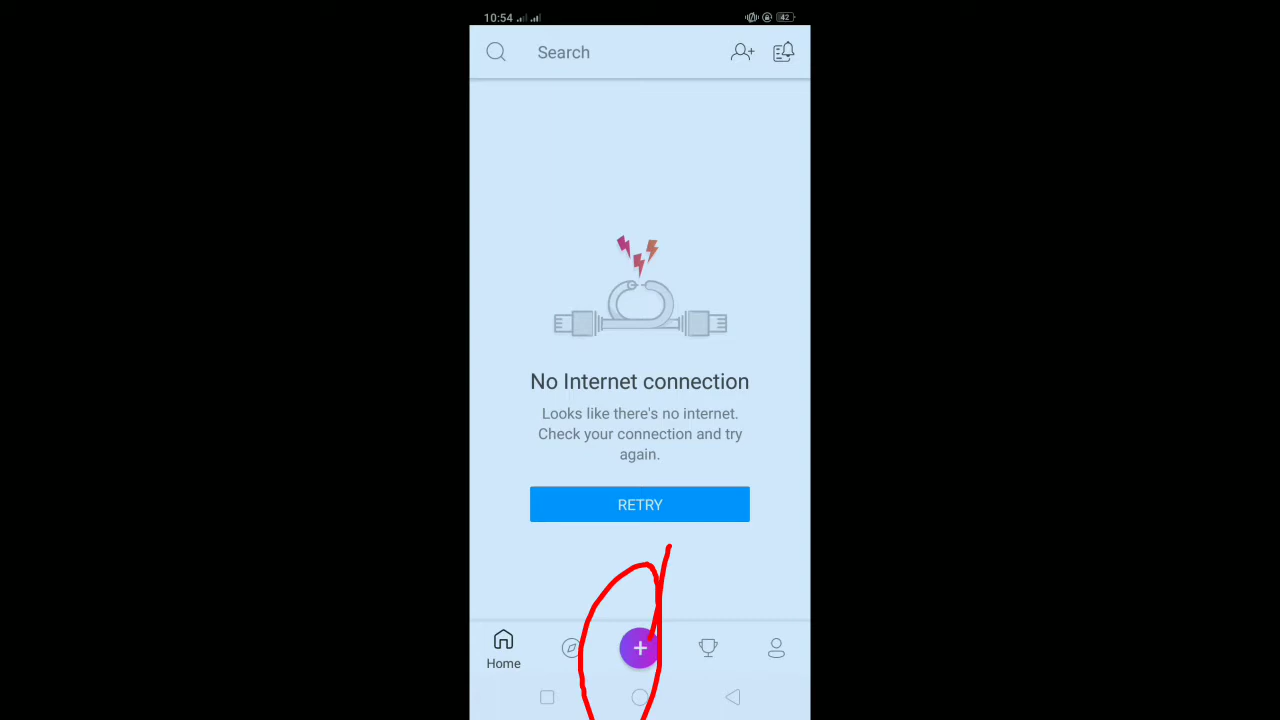 10:54
42
Search
No Internet connection
Looks like there's no internet.
Check your connection and try
again.
RETRY
Home